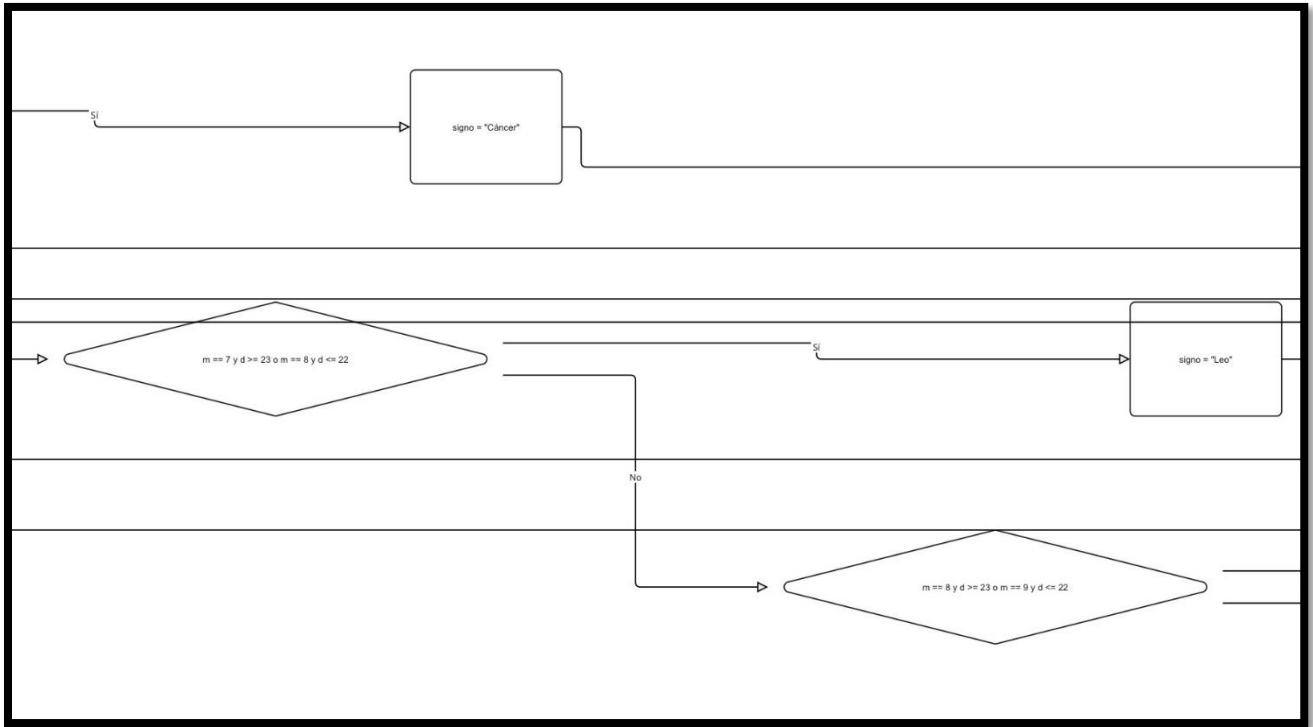 Sí
signo = "Cáncer"
m == 7 y d >= 23 o m == 8 y d <= 22
Sí
signo = "Leo"
No
m == 8 y d >= 23 o m == 9 y d <= 22